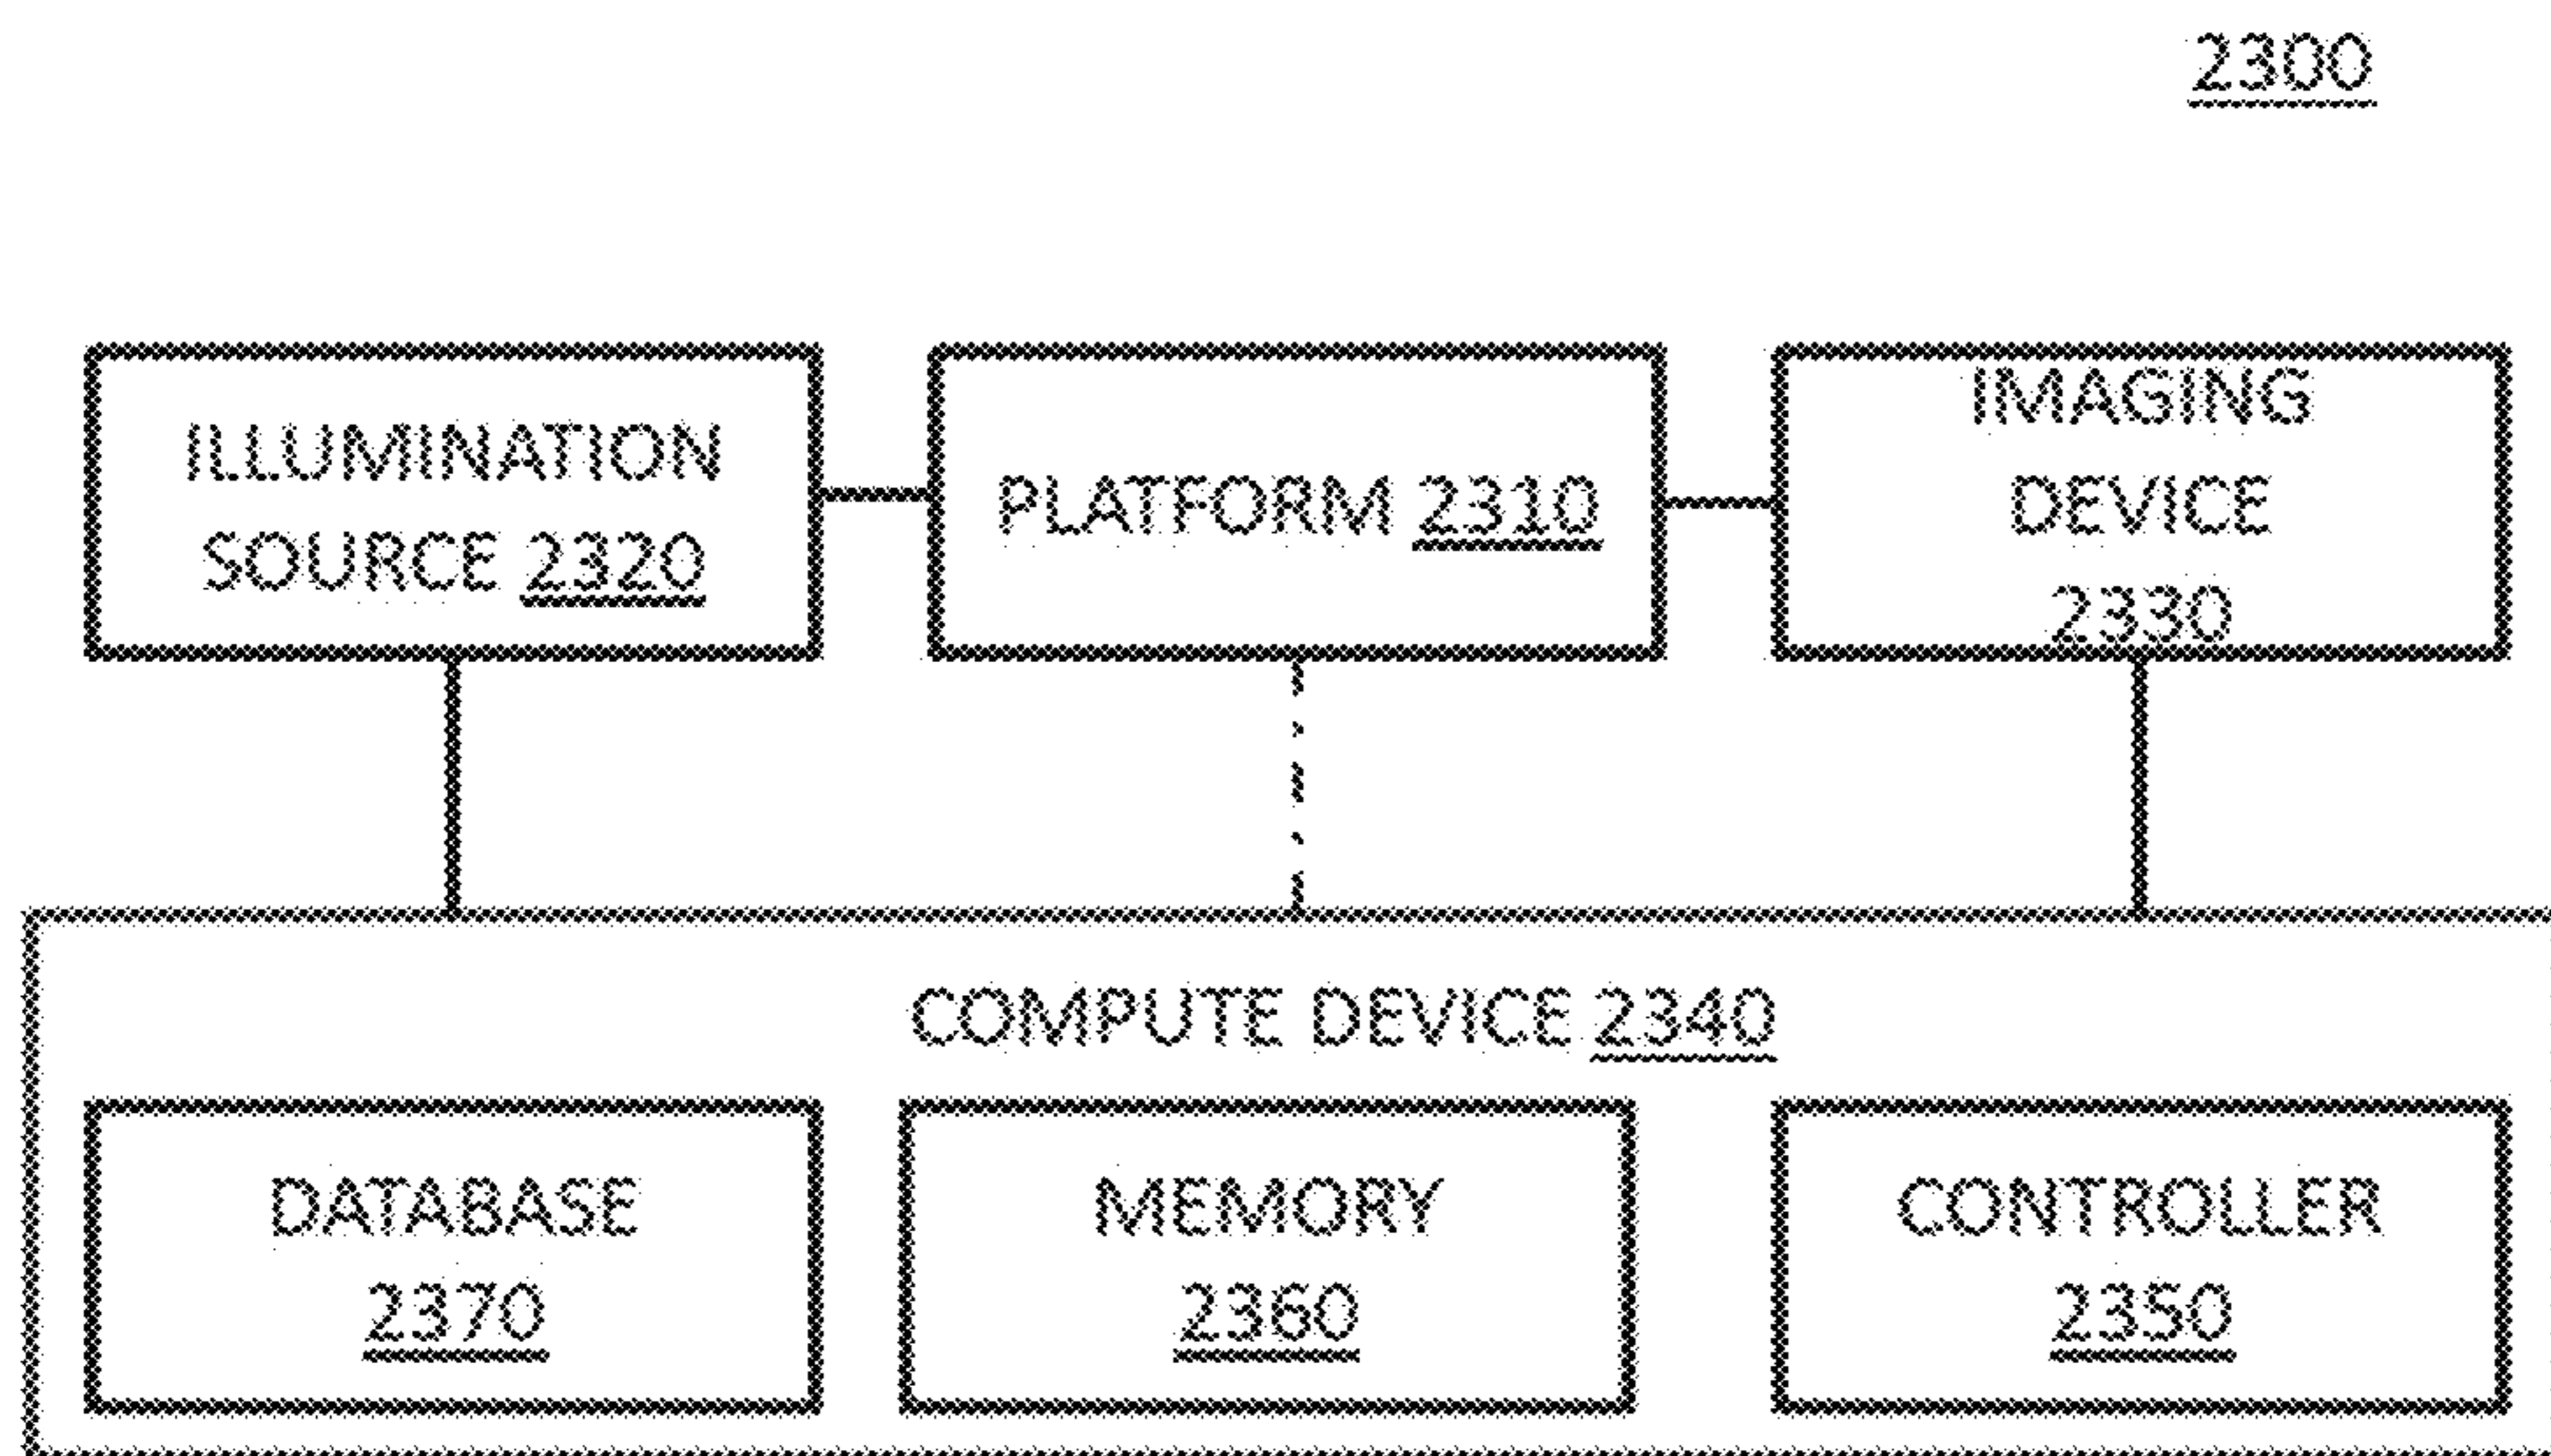 2300
ILLUMINATION
SOURCE 2320
PLATFORM 2310
IMAGING
DEVICE
2330
COMPUTE DEVICE 2340
DATABASE
2370
MEMORY
2360
CONTROLLER
2350